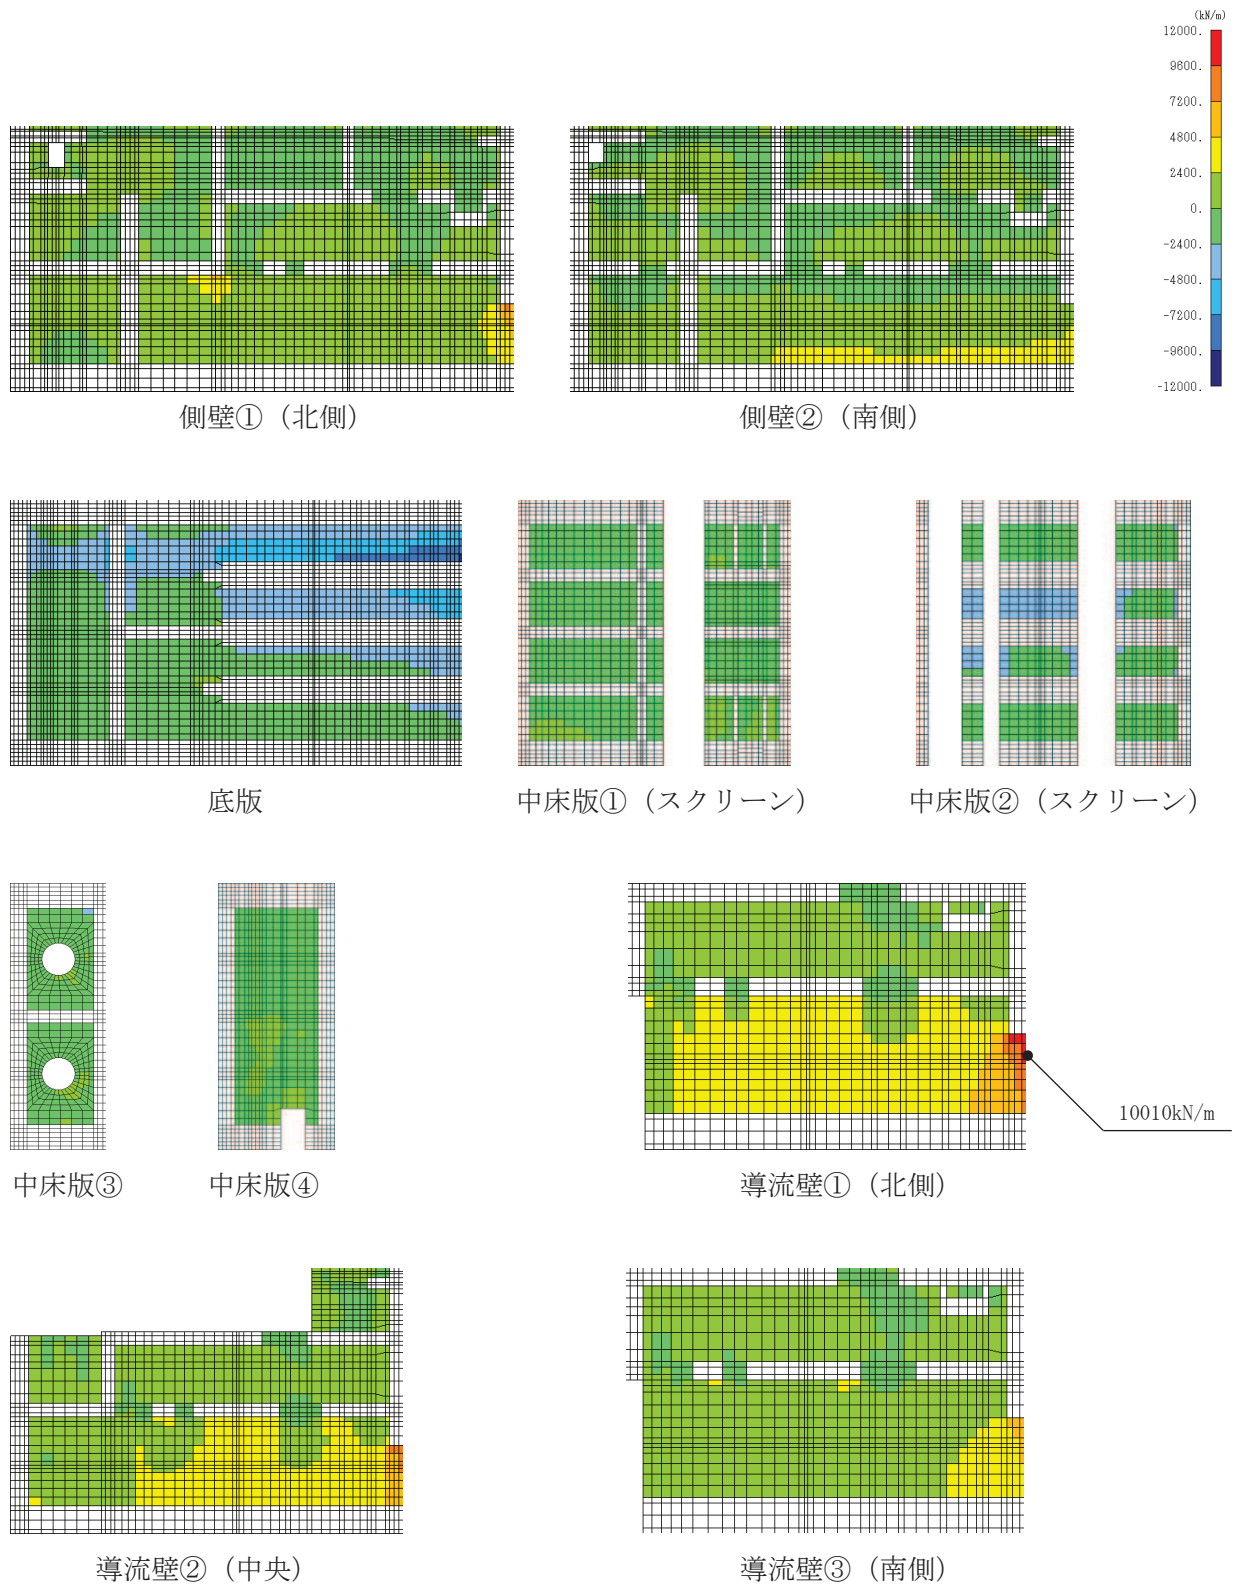 (kN/m)
12000.
9600.
7200.
4800.
2400.
0.
-2400.
-4800.
-7200.
-9600.
-12000.
側壁①（北側）
側壁②（南側）
底版
中床版①（スクリーン）
中床版②（スクリーン）
中床版③
中床版④
導流壁①（北側）
10010kN/m
導流壁②（中央）
導流壁③（南側）